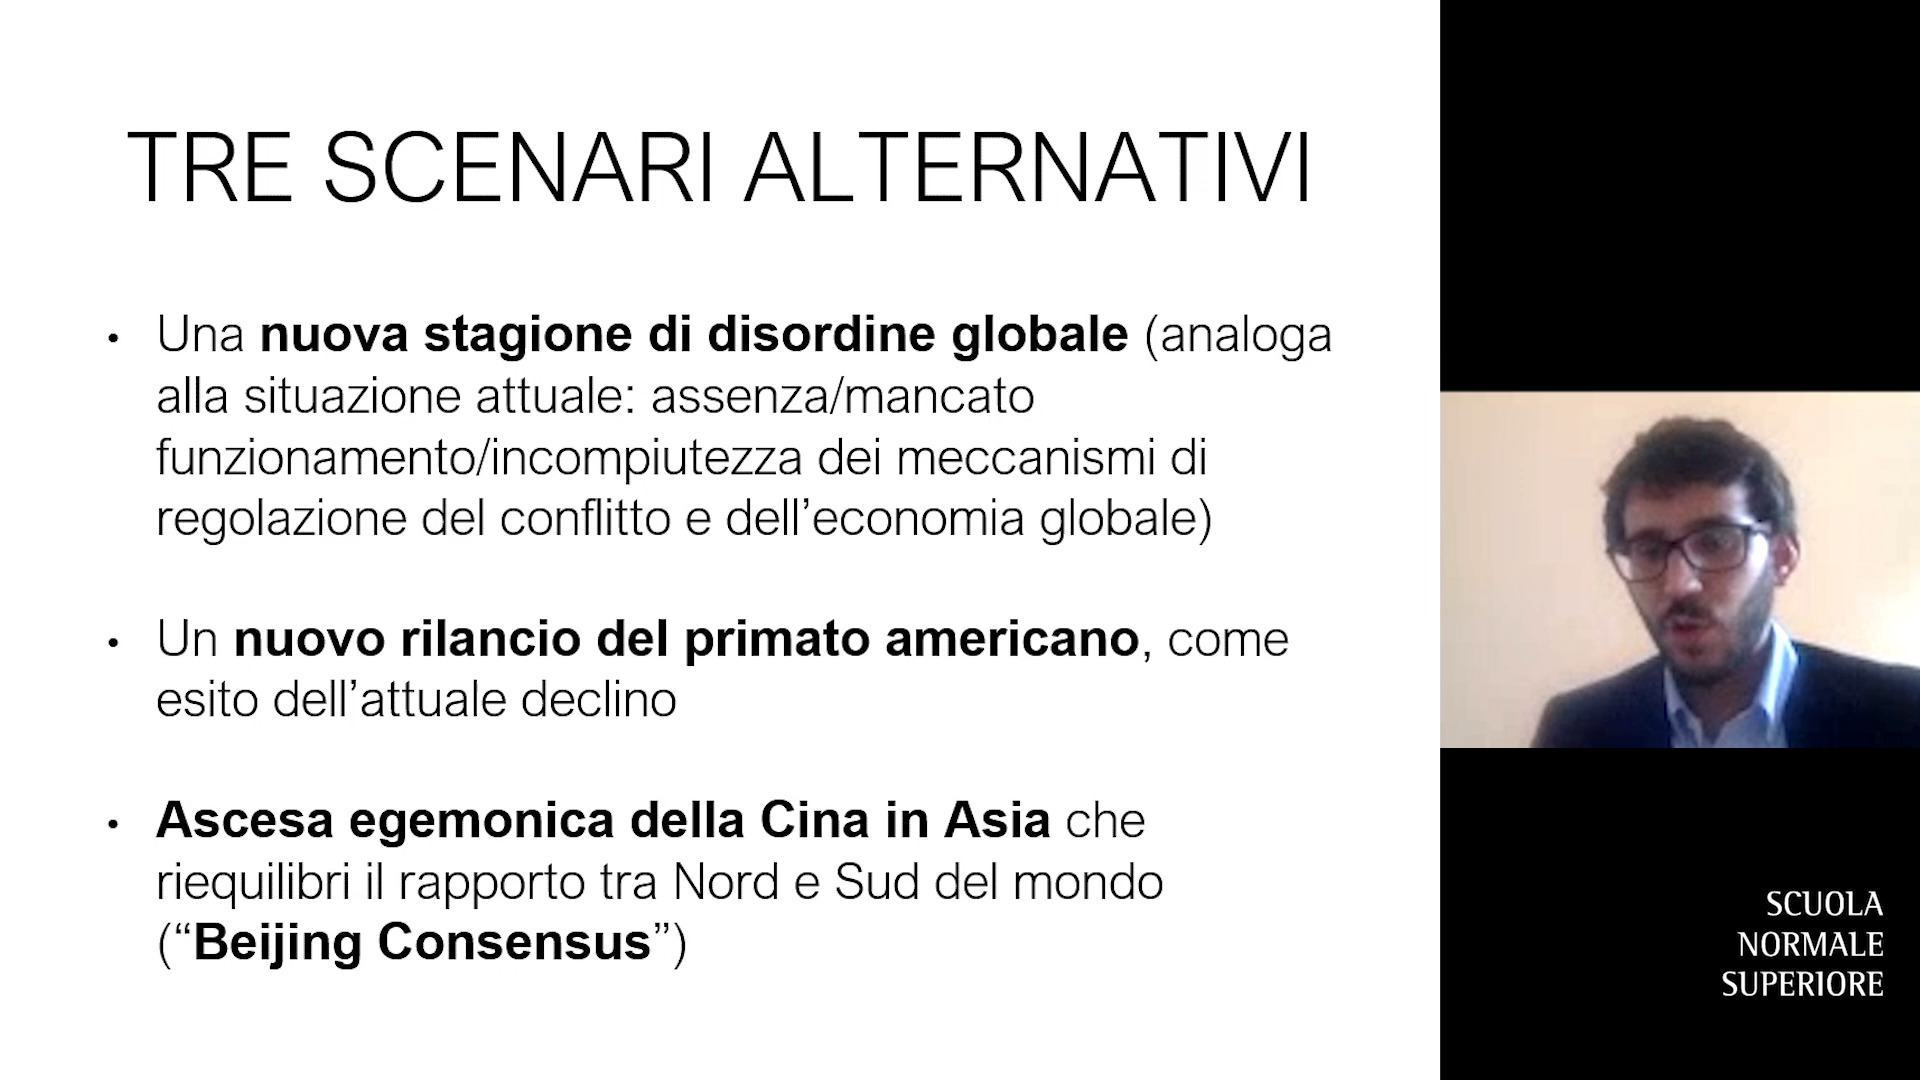 TRE SCENARI ALTERNATIVI
• Una nuova stagione di disordine globale (analoga
alla situazione attuale: assenza/mancato
funzionamento/incompiutezza dei meccanismi di
regolazione del conflitto e dell’economia globale)
• Un nuovo rilancio del primato americano, come
esito dell’attuale declino
• Ascesa egemonica della Cina in Asia che
riequilibri il rapporto tra Nord e Sud del mondo
(“Beijing Consensus”)
SCUOLA
NORMALE
SUPERIORE